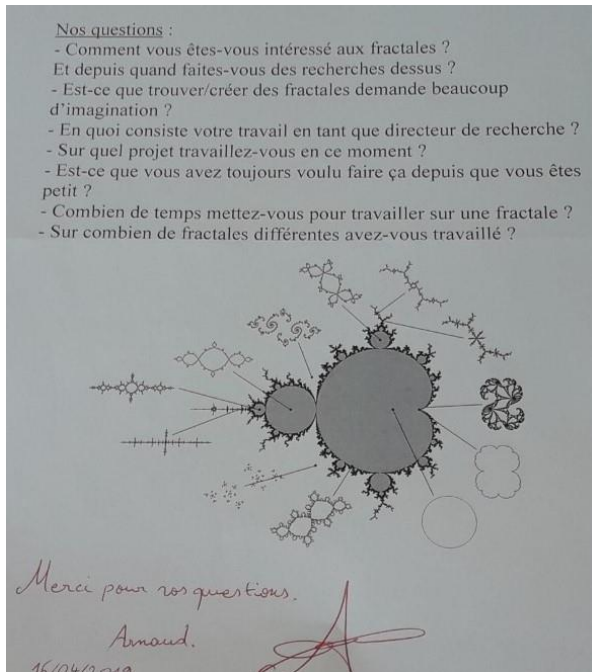 Nos questions :
- Comment vous êtes-vous intéressé aux fractales ?
Et depuis quand faites-vous des recherches dessus ?
- Est-ce que trouver/créer des fractales demande beaucoup
d'imagination ?
- En quoi consiste votre travail en tant que directeur de recherche ?
- Sur quel projet travaillez-vous en ce moment ?
- Est-ce que vous avez toujours voulu faire ça depuis que vous êtes
petit ?
- Combien de temps mettez-vous pour travailler sur une fractale ?
- Sur combien de fractales différentes avez-vous travaillé ?
Merci pour vos questions.
Arnaud.
16/04/2019